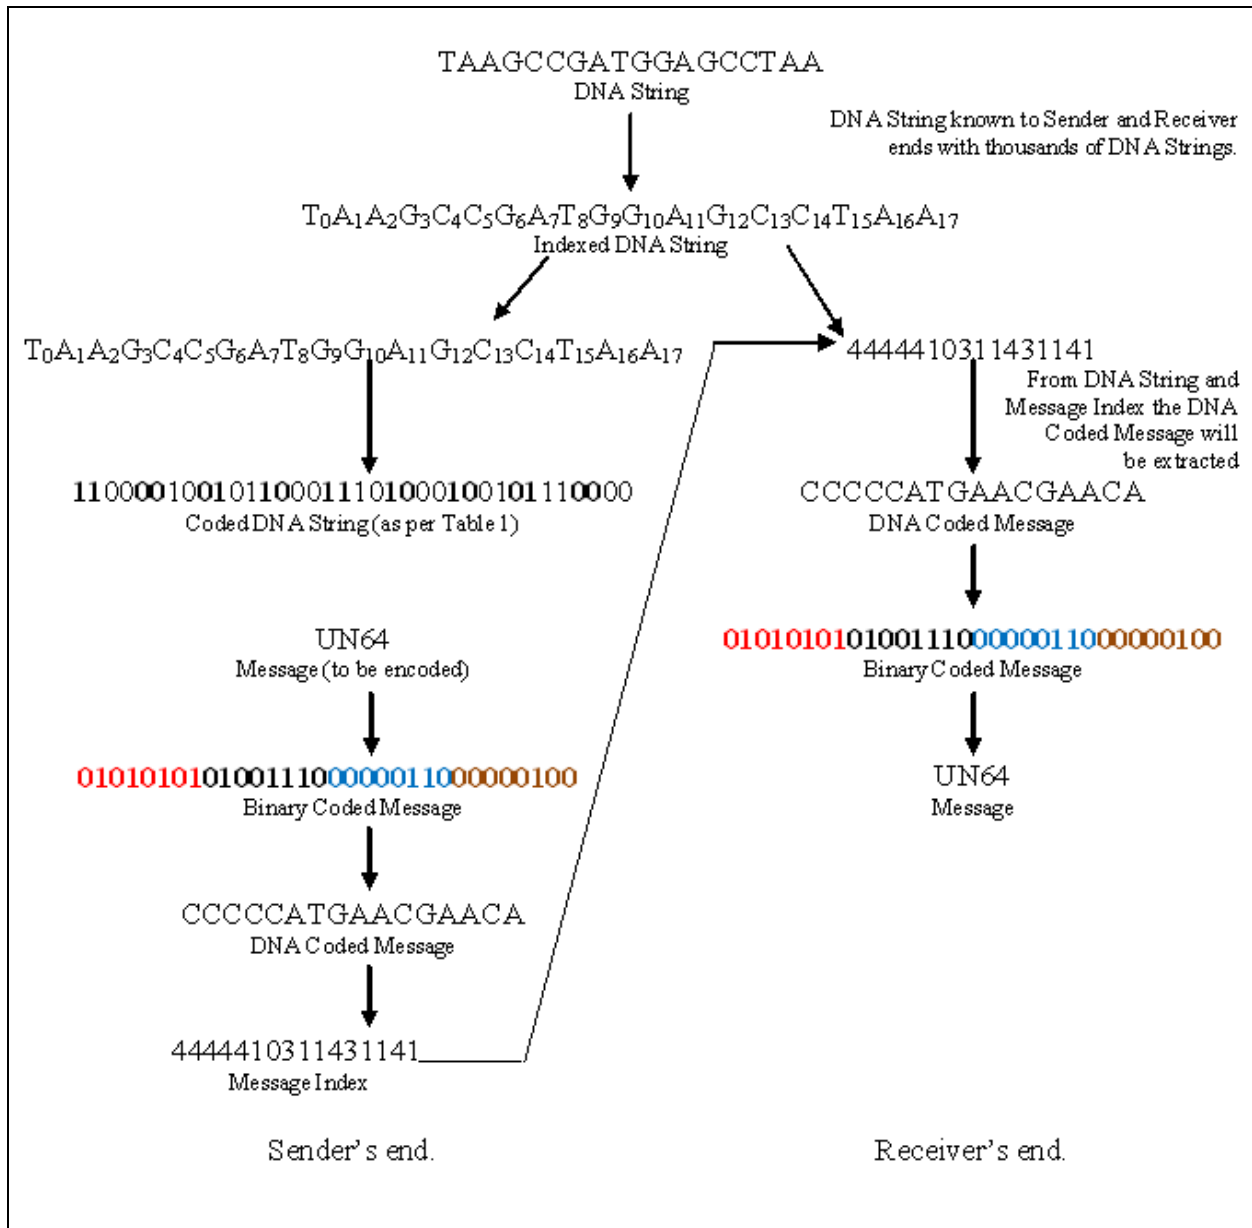 TAAGCCGATGGAGCCTAA
DNA String
DNA String known to Sender and Receiver
ends with thousands of DNA Strings.
T₀A₁A₂G₃C₄C₅G₆A₇T₈G₉G₁₀A₁₁G₁₂C₁₃C₁₄T₁₅A₁₆A₁₇
Indexed DNA String
T₀A₁A₂G₃C₄C₅G₆A₇T₈G₉G₁₀A₁₁G₁₂C₁₃C₁₄T₁₅A₁₆A₁₇
4444410311431141
From DNA String and
Message Index the DNA
Coded Message will
be extracted
110000100101100011101000100101110000
Coded DNA String (as per Table 1)
CCCCCATGAACGAACA
DNA Coded Message
UN64
Message (to be encoded)
01010101010011100000011000000100
Binary Coded Message
01010101010011100000011000000100
Binary Coded Message
UN64
Message
CCCCCATGAACGAACA
DNA Coded Message
4444410311431141
Message Index
Sender's end.
Receiver's end.